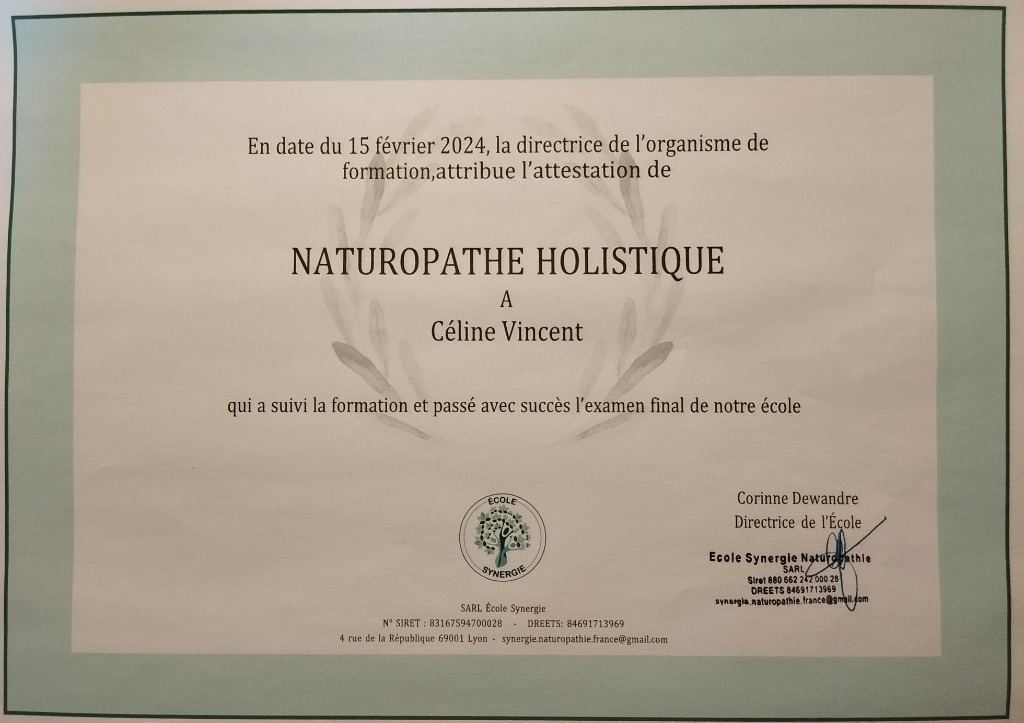 En date du 15 février 2024, la directrice de l'organisme de
formation,attribue l'attestation de
NATUROPATHE HOLISTIQUE
A
Céline Vincent
qui a suivi la formation et passé avec succès l'examen final de notre école
ÉCOLE
SYNERGIE
Corinne Dewandre
Directrice de l'École
Ecole Synergie Naturopathie
SARL
Siret 880 662 242 000 28
DREETS 84691713969
synergie.naturopathie.france@gmail.com
SARL École Synergie
N° SIRET : 83167594700028 - DREETS: 84691713969
4 rue de la République 69001 Lyon - synergie.naturopathie.france@gmail.com